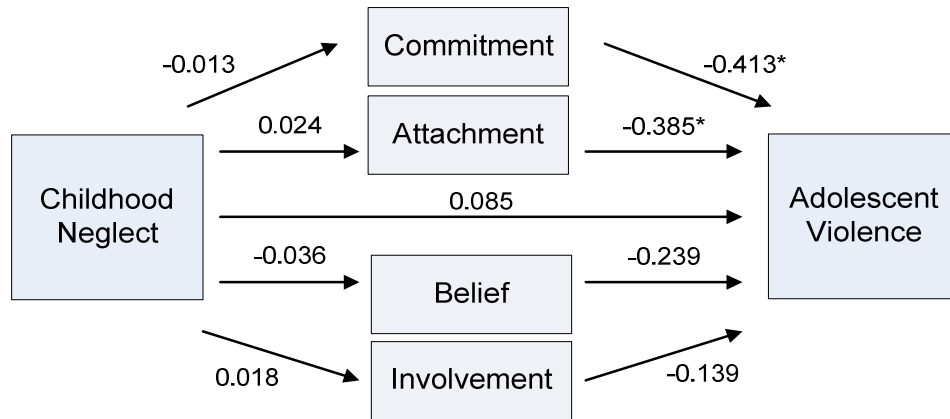 Commitment
-0.013
-0.413*
0.024
Attachment
-0.385*
Childhood
Neglect
0.085
Adolescent
Violence
-0.036
Belief
-0.239
0.018
Involvement
-0.139